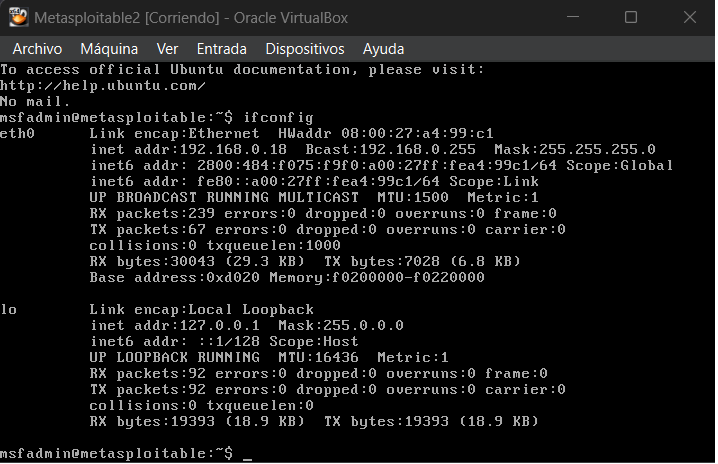 Metasploitable2 [Corriendo] - Oracle VirtualBox
Archivo Máquina Ver Entrada Dispositivos Ayuda
To access official Ubuntu documentation, please visit:
http://help.ubuntu.com/
No mail.
msfadmin@metasploitable:~$ ifconfig
eth0      Link encap:Ethernet  HWaddr 08:00:27:a4:99:c1
          inet addr:192.168.0.18  Bcast:192.168.0.255  Mask:255.255.255.0
          inet6 addr: 2800:484:f075:f9f0:a00:27ff:fea4:99c1/64 Scope:Global
          inet6 addr: fe80::a00:27ff:fea4:99c1/64 Scope:Link
          UP BROADCAST RUNNING MULTICAST  MTU:1500  Metric:1
          RX packets:239 errors:0 dropped:0 overruns:0 frame:0
          TX packets:67 errors:0 dropped:0 overruns:0 carrier:0
          collisions:0 txqueuelen:1000
          RX bytes:30043 (29.3 KB)  TX bytes:7028 (6.8 KB)
          Base address:0xd020 Memory:f0200000-f0220000
lo        Link encap:Local Loopback
          inet addr:127.0.0.1  Mask:255.0.0.0
          inet6 addr: ::1/128 Scope:Host
          UP LOOPBACK RUNNING  MTU:16436  Metric:1
          RX packets:92 errors:0 dropped:0 overruns:0 frame:0
          TX packets:92 errors:0 dropped:0 overruns:0 carrier:0
          collisions:0 txqueuelen:0
          RX bytes:19393 (18.9 KB)  TX bytes:19393 (18.9 KB)
msfadmin@metasploitable:~$ _